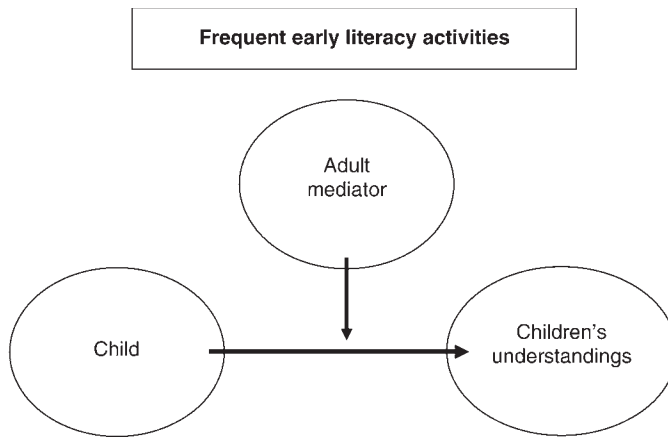 Frequent early literacy activities
Adult
mediator
Child
Children's
understandings